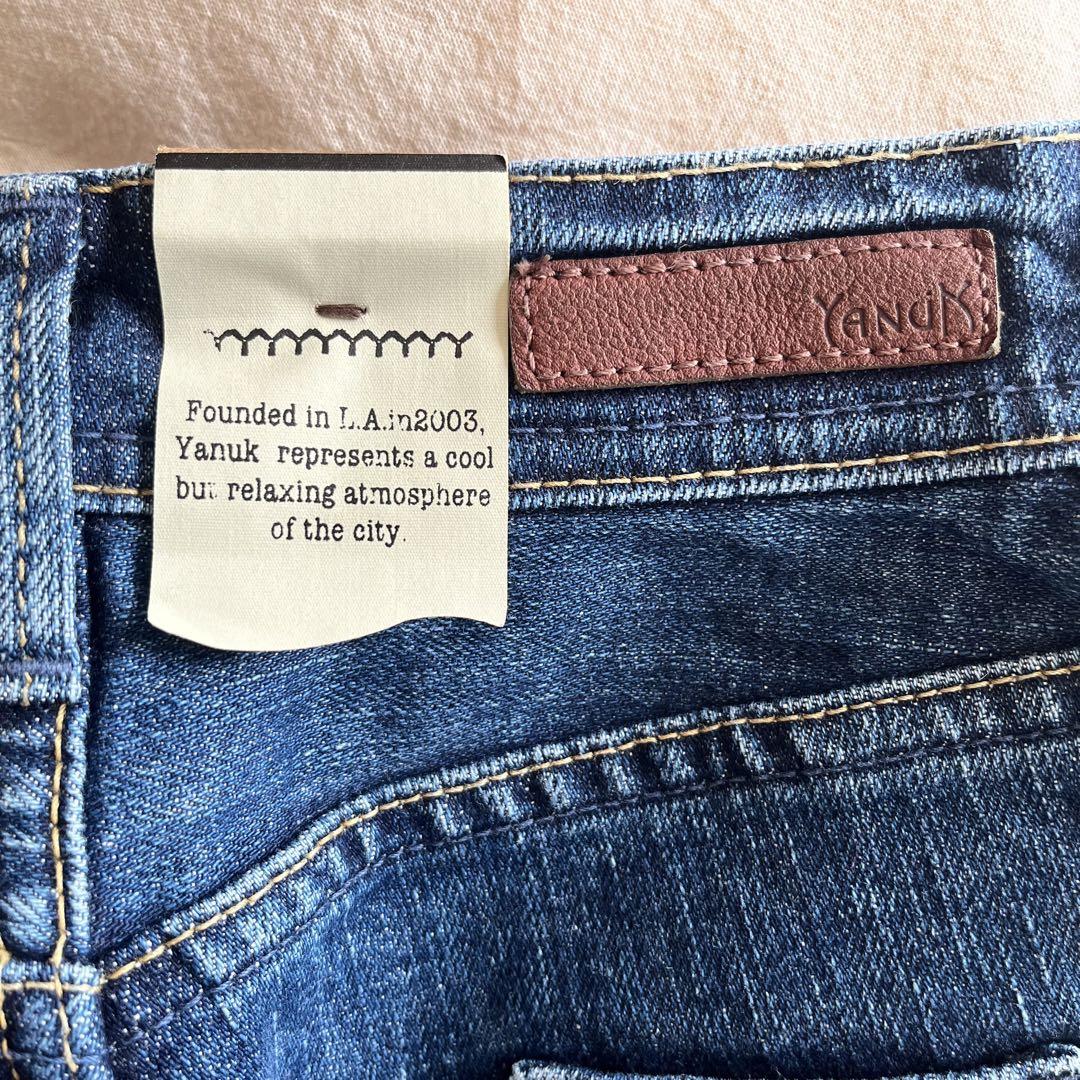 YANUK
Founded in L.A.in2003,
Yanuk represents a cool
but relaxing atmosphere
of the city.